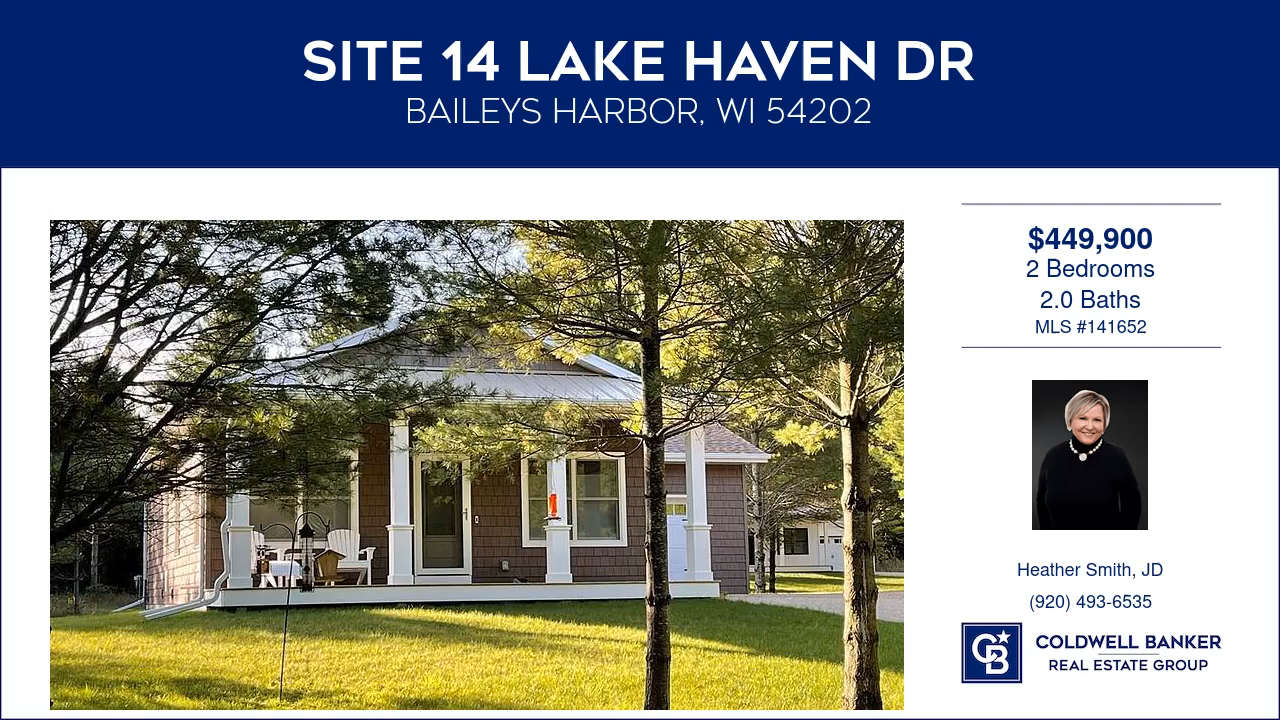 SITE 14 LAKE HAVEN DR
BAILEYS HARBOR, WI 54202
$449,900
2 Bedrooms
2.0 Baths
MLS #141652
Heather Smith, JD
(920) 493-6535
CB
COLDWELL BANKER
REAL ESTATE GROUP